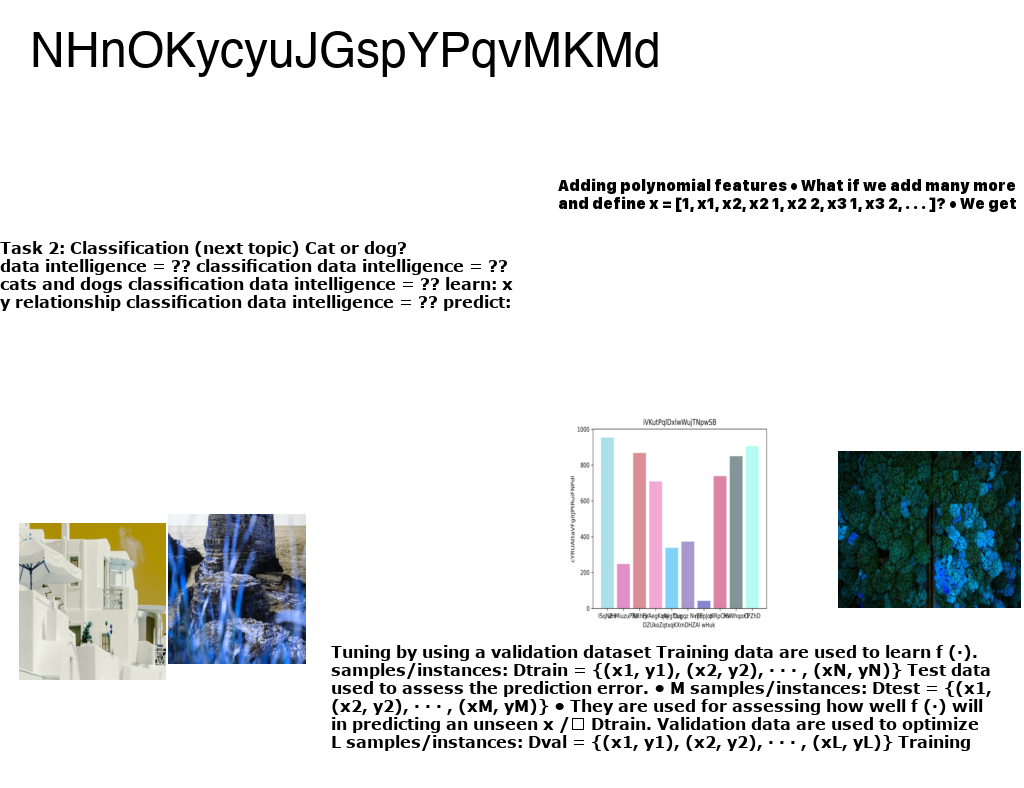 NHnOKycyuJGspYPqvMKMd
Adding polynomial features • What if we add many more
and define x = [1, x1, x2, x2 1, x2 2, x3 1, x3 2, . . . ]? • We get
Task 2: Classification (next topic) Cat or dog?
data intelligence = ?? classification data intelligence = ??
cats and dogs classification data intelligence = ?? learn: x
y relationship classification data intelligence = ?? predict:
1000
800
600
400
200
0
Tuning by using a validation dataset Training data are used to learn f (·).
samples/instances: Dtrain = {(x1, y1), (x2, y2), · · · , (xN, yN)} Test data
used to assess the prediction error. • M samples/instances: Dtest = {(x1,
(x2, y2), · · · , (xM, yM)} • They are used for assessing how well f (·) will
in predicting an unseen x /□ Dtrain. Validation data are used to optimize
L samples/instances: Dval = {(x1, y1), (x2, y2), · · · , (xL, yL)} Training